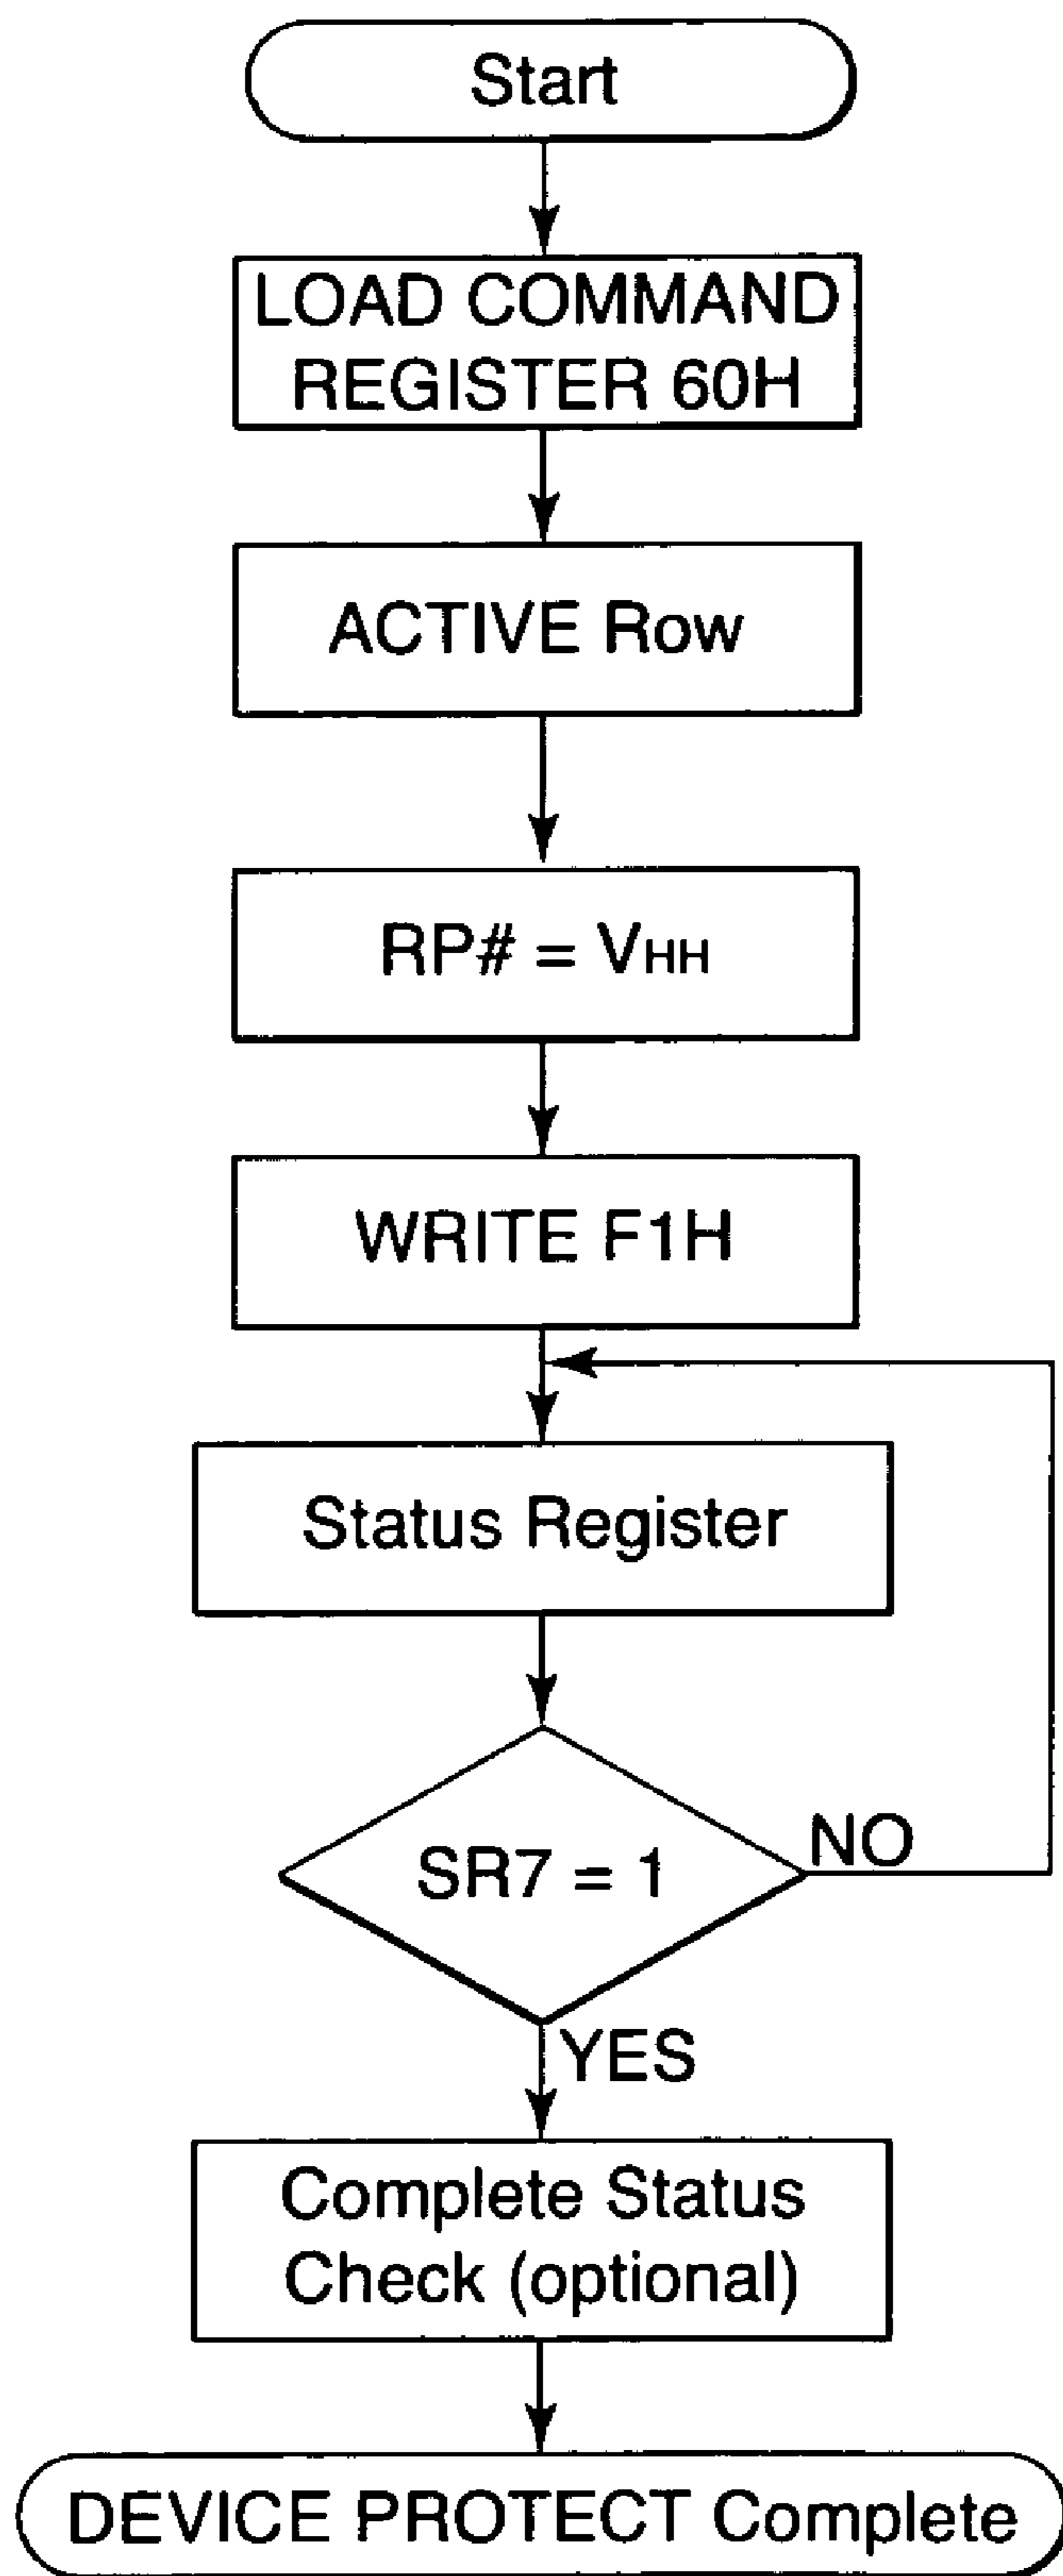 Start
LOAD COMMAND
REGISTER 60H
ACTIVE Row
RP# = VHH
WRITE F1H
Status Register
SR7 = 1
NO
YES
Complete Status
Check (optional)
DEVICE PROTECT Complete